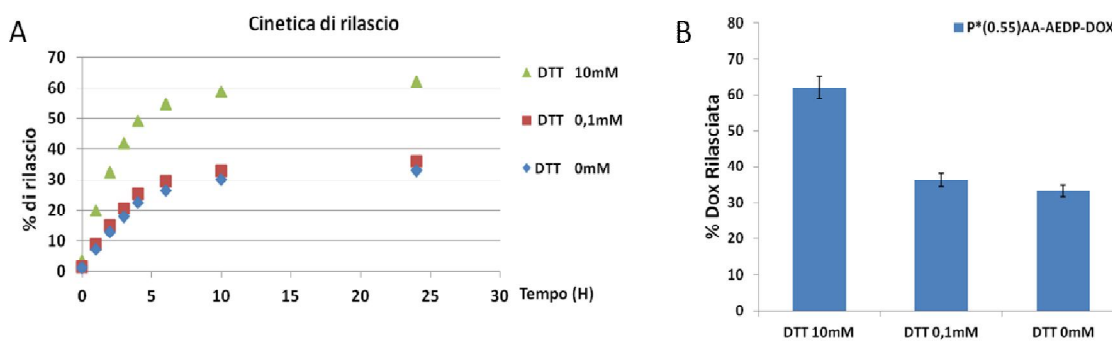 A
Cinetica di rilascio
% di rilascio
70
60
50
40
30
20
10
0
0 5 10 15 20 25 30
Tempo (H)
DTT 10mM
DTT 0,1mM
DTT 0mM
B
P*(0.55)AA-AEDP-DOX
% Dox Rilasciata
80
70
60
50
40
30
20
10
0
DTT 10mM DTT 0,1mM DTT 0mM